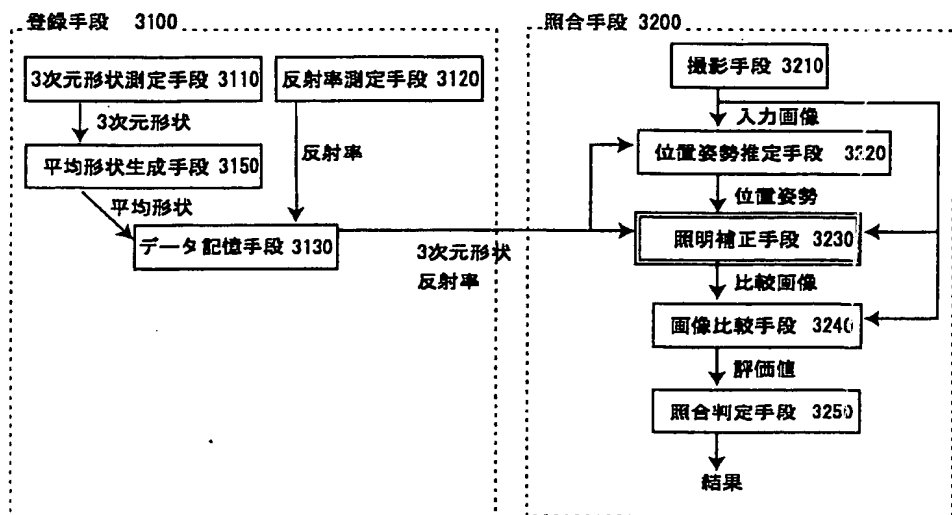 登録手段 3100
3次元形状測定手段 3110
反射率測定手段 3120
3次元形状
反射率
平均形状生成手段 3150
平均形状
データ記憶手段 3130
3次元形状
反射率
照合手段 3200
撮影手段 3210
入力画像
位置姿勢推定手段 3220
位置姿勢
照明補正手段 3230
比較画像
画像比較手段 3240
評価値
照合判定手段 3250
結果